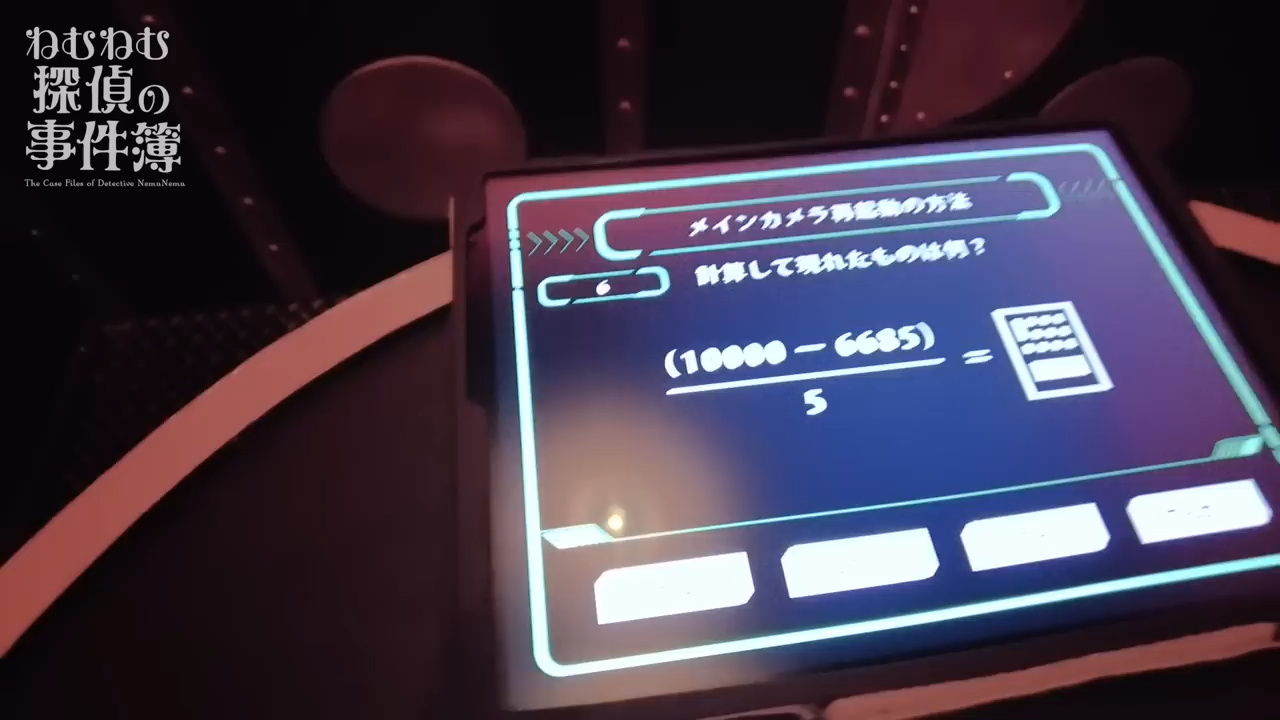 ねむねむ
探偵の
事件簿
The Case Files of Detective NemuNemu
メインカメラ再起動の方法
6
計算して現れたものは何?
(10000 − 6685)
5
=